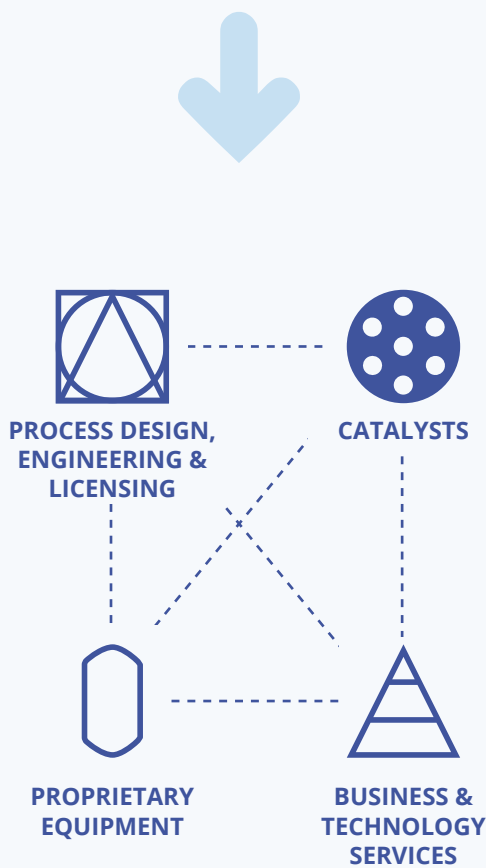 PROCESS DESIGN,
ENGINEERING &
LICENSING
CATALYSTS
PROPRIETARY
EQUIPMENT
BUSINESS &
TECHNOLOGY
SERVICES